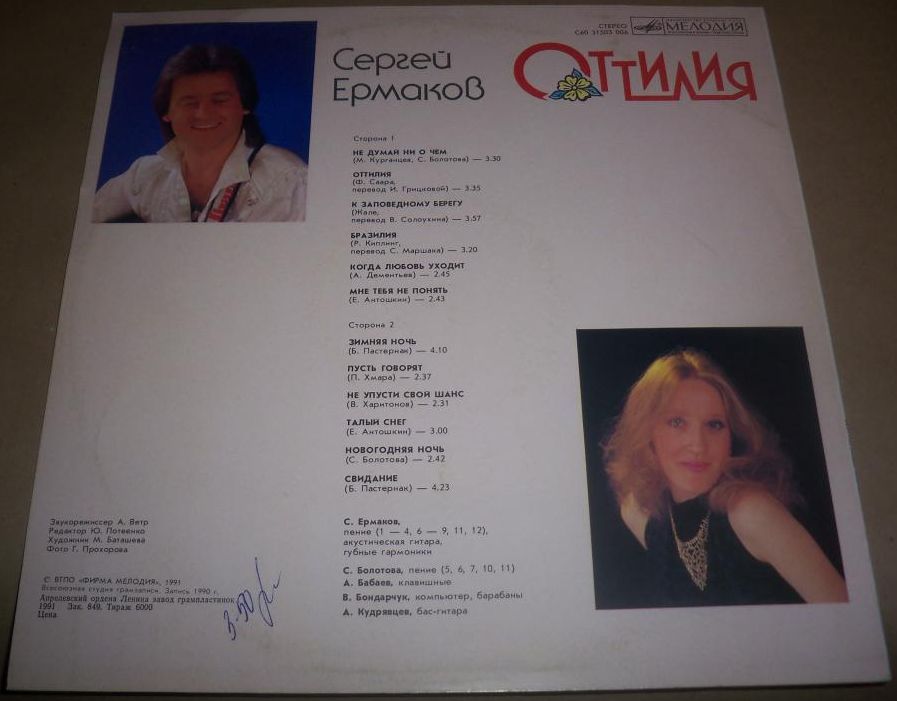 СТЕРЕО
С60 31503 006
МЕЛОДИЯ
Сергей
Ермаков
Оттилия
Сторона 1
НЕ ДУМАЙ НИ О ЧЕМ
(М. Курганцев, С. Болотова) — 3.30
ОТТИЛИЯ
(Ф. Саара,
перевод И. Грицковой) — 3.35
К ЗАПОВЕДНОМУ БЕРЕГУ
(Жале,
перевод В. Солоухина) — 3.57
БРАЗИЛИЯ
(Р. Киплинг,
перевод С. Маршака) — 3.20
КОГДА ЛЮБОВЬ УХОДИТ
(А. Дементьев) — 2.45
МНЕ ТЕБЯ НЕ ПОНЯТЬ
(Е. Антошкин) — 2.43
Сторона 2
ЗИМНЯЯ НОЧЬ
(Б. Пастернак) — 4.10
ПУСТЬ ГОВОРЯТ
(П. Хмара) — 2.37
НЕ УПУСТИ СВОЙ ШАНС
(В. Харитонов) — 2.31
ТАЛЫЙ СНЕГ
(Е. Антошкин) — 3.00
НОВОГОДНЯЯ НОЧЬ
(С. Болотова) — 2.42
СВИДАНИЕ
(Б. Пастернак) — 4.23
С. Ермаков,
пение (1 — 4, 6 — 9, 11, 12),
акустическая гитара,
губные гармоники
С. Болотова, пение (5, 6, 7, 10, 11)
А. Бабаев, клавишные
В. Бондарчук, компьютер, барабаны
А. Кудрявцев, бас-гитара
Звукорежиссер А. Ветр
Редактор Ю. Потеенко
Художник М. Баташева
Фото Г. Прохорова
С ВТПО «ФИРМА МЕЛОДИЯ», 1991
Всесоюзная студия грамзаписи. Запись 1990 г.
Апрелевский ордена Ленина завод грампластинок
1991 Зак. 849. Тираж 6000
Цена
3-50